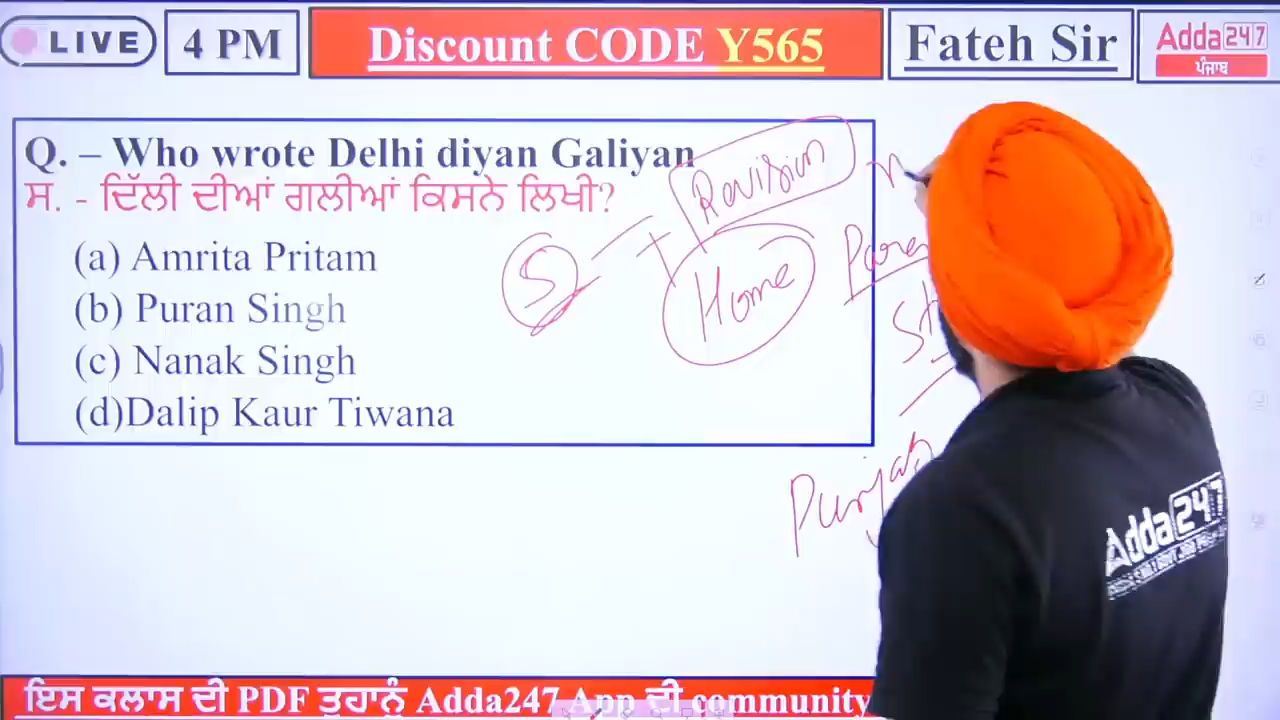 LIVE
4 PM
Discount CODE Y565
Fateh Sir
Adda247
ਪੰਜਾਬ
Q. – Who wrote Delhi diyan Galiyan
ਸ. - ਦਿੱਲੀ ਦੀਆਂ ਗਲੀਆਂ ਕਿਸਨੇ ਲਿਖੀ?
(a) Amrita Pritam
(b) Puran Singh
(c) Nanak Singh
(d)Dalip Kaur Tiwana
S
Revision
Home
Punjab
Adda247
ਇਸ ਕਲਾਸ ਦੀ PDF ਤੁਹਾਨੂੰ Adda247 App ਦੀ community